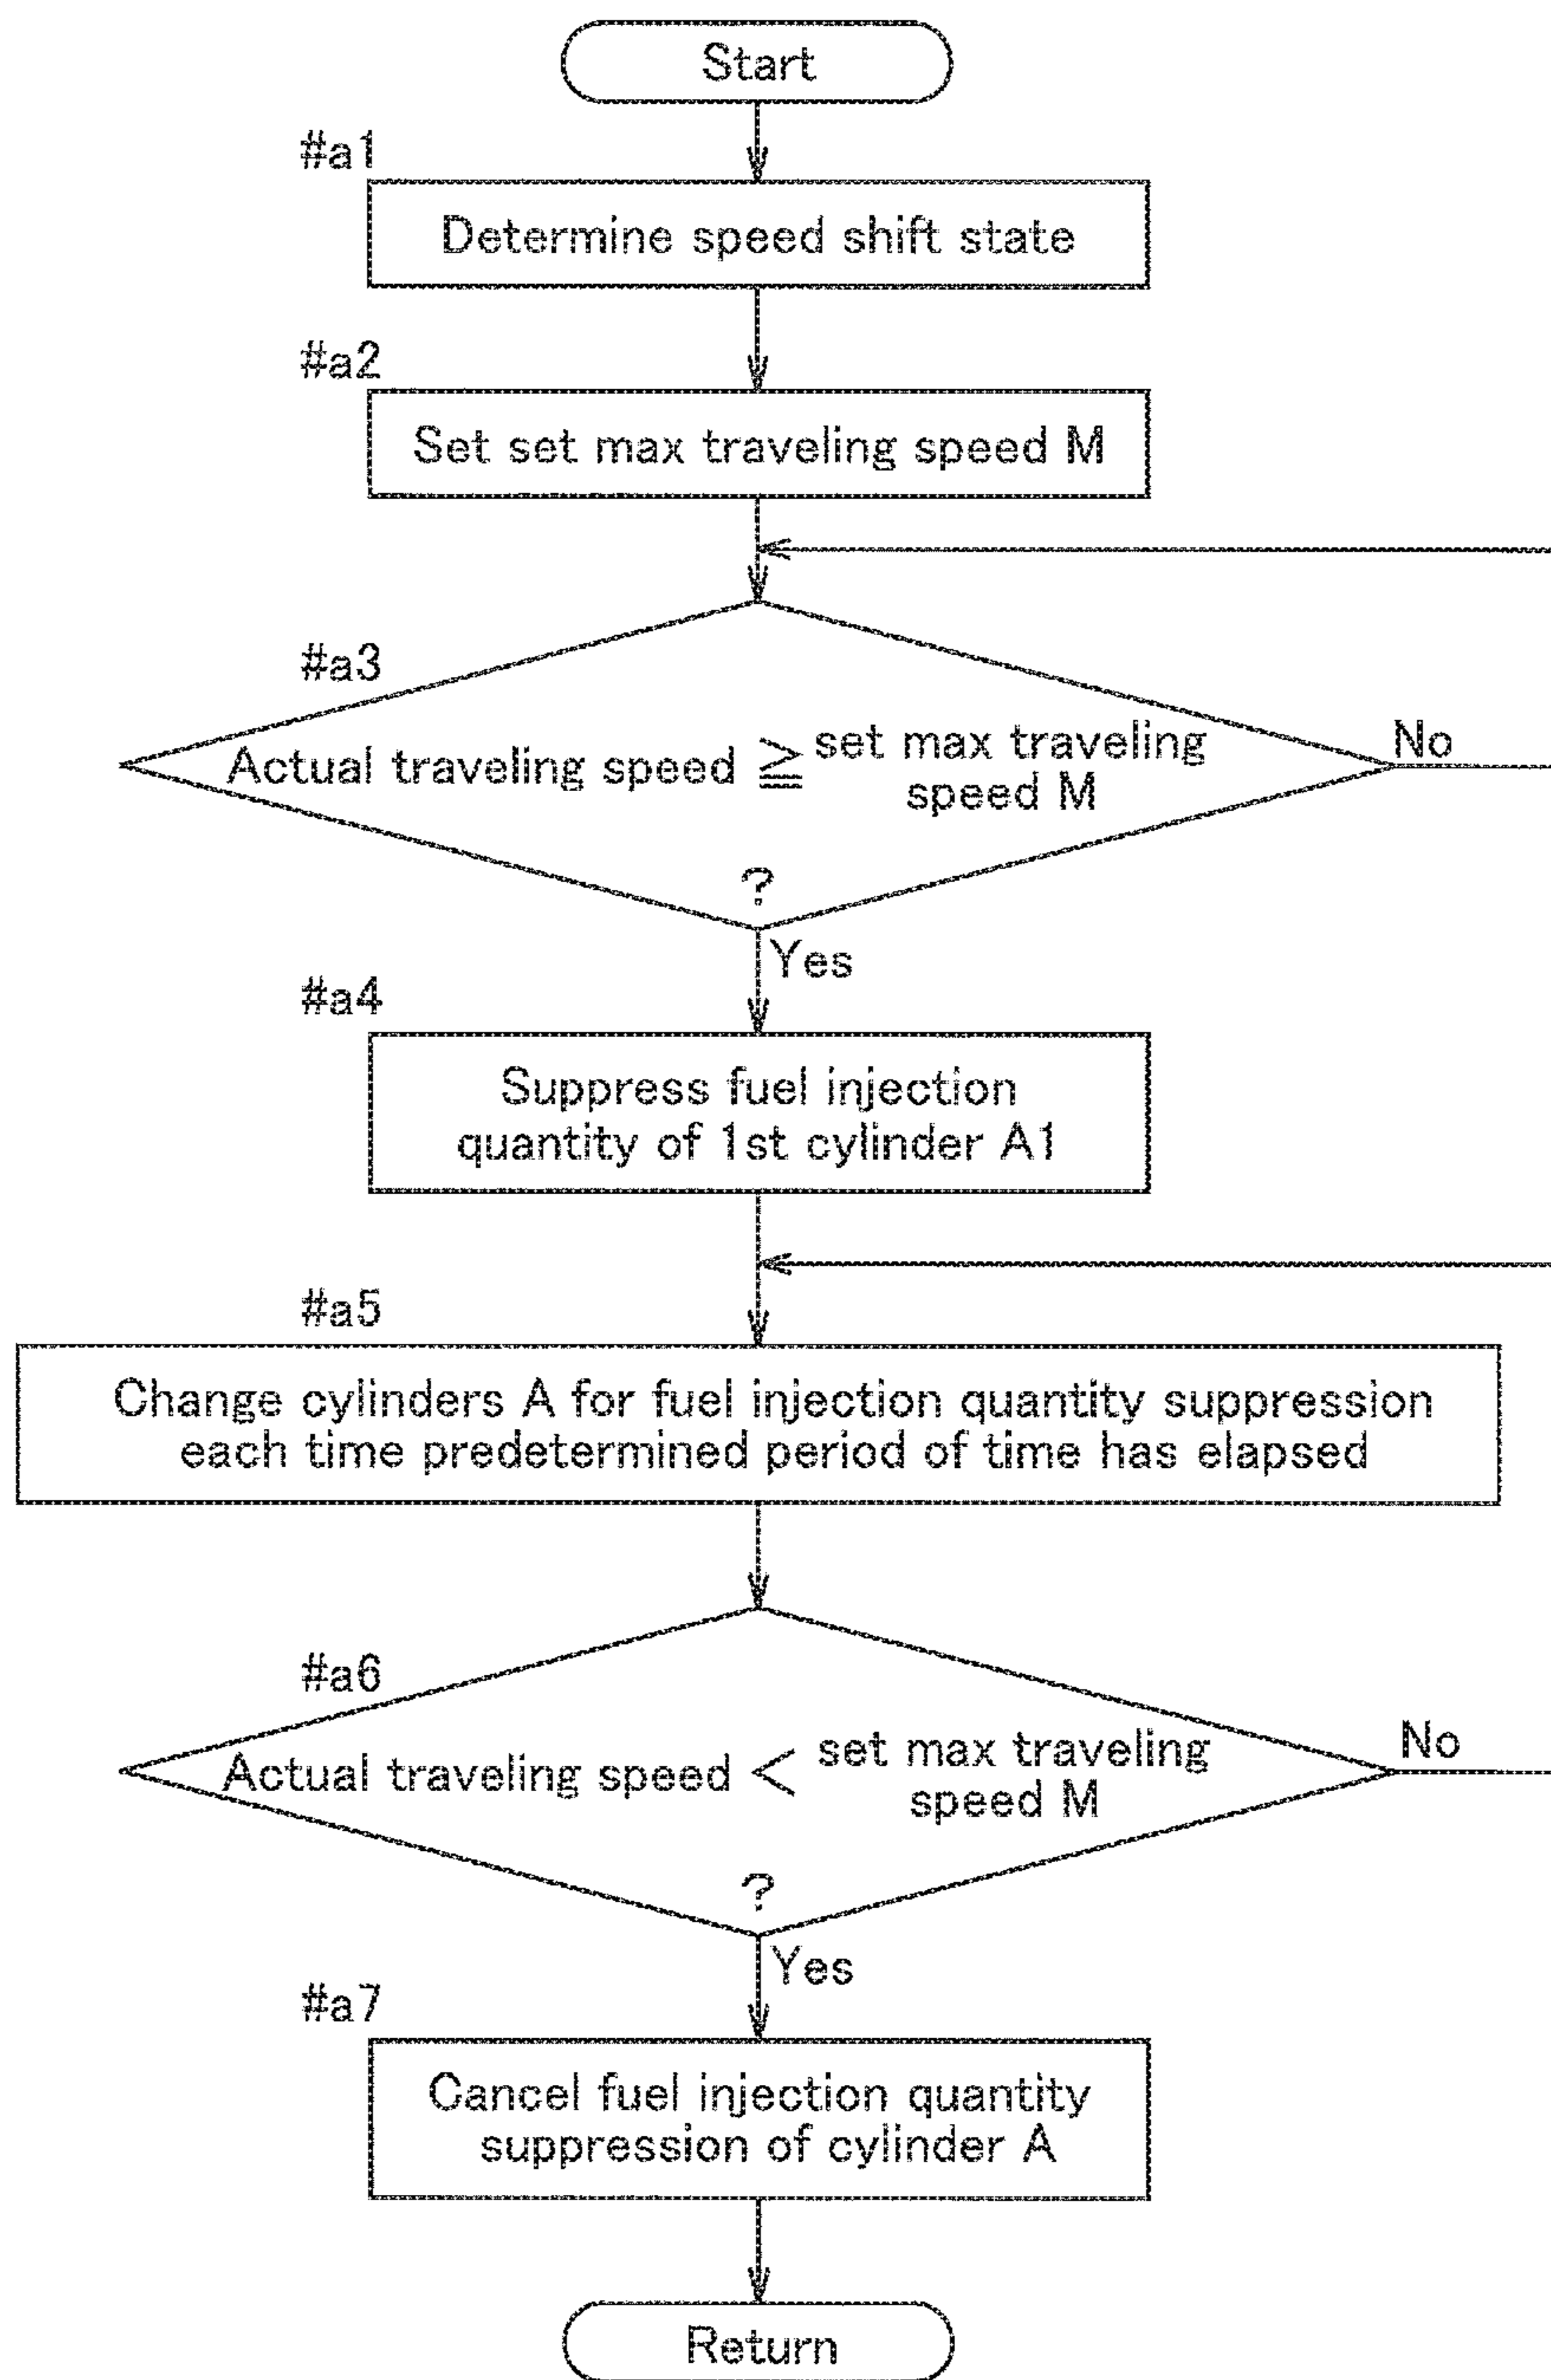 Start
#a1
Determine speed shift state
#a2
Set set max traveling speed M
#a3
Actual traveling speed ≧ set max traveling
speed M
?
No
Yes
#a4
Suppress fuel injection
quantity of 1st cylinder A1
#a5
Change cylinders A for fuel injection quantity suppression
each time predetermined period of time has elapsed
#a6
Actual traveling speed < set max traveling
speed M
?
No
Yes
#a7
Cancel fuel injection quantity
suppression of cylinder A
Return